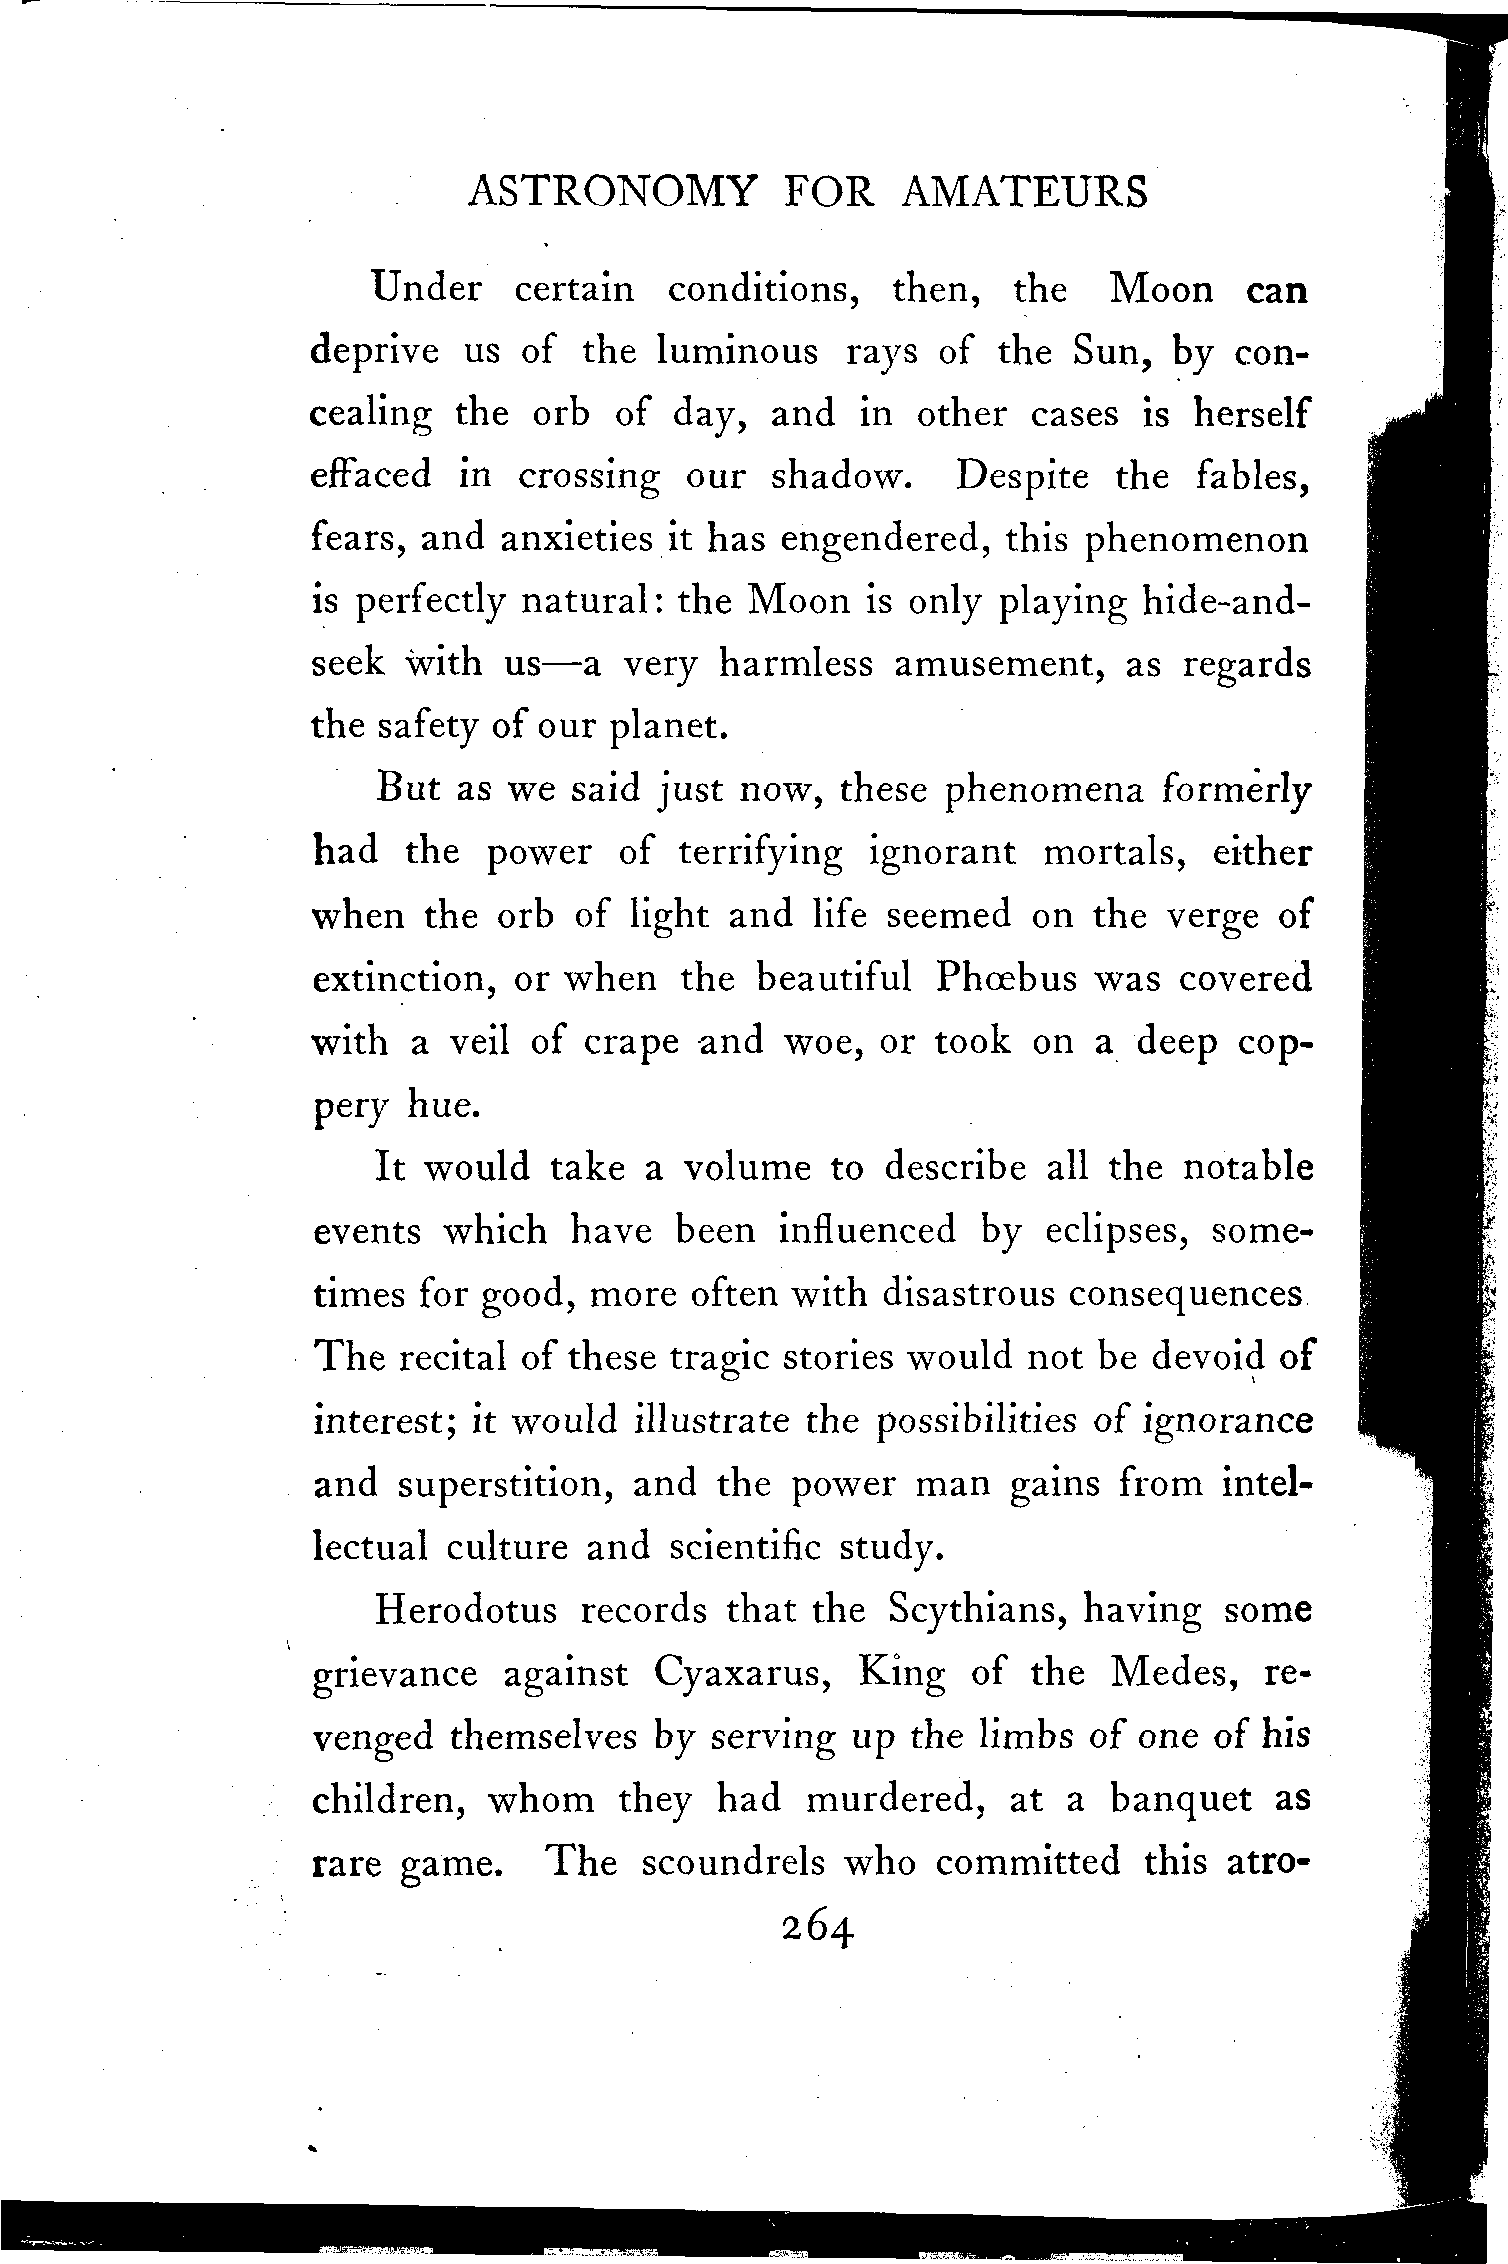 ASTRONOMY FOR AMATEURS
Under certain conditions, then, the Moon can
deprive us of the luminous rays of the Sun, by con-
cealing the orb of day, and in other cases is herself
effaced in crossing our shadow. Despite the fables,
fears, and anxieties it has engendered, this phenomenon
is perfectly natural: the Moon is only playing hide-and-
seek with us—a very harmless amusement, as regards
the safety of our planet.
But as we said just now, these phenomena formerly
had the power of terrifying ignorant mortals, either
when the orb of light and life seemed on the verge of
extinction, or when the beautiful Phœbus was covered
with a veil of crape and woe, or took on a deep cop-
pery hue.
It would take a volume to describe all the notable
events which have been influenced by eclipses, some-
times for good, more often with disastrous consequences
The recital of these tragic stories would not be devoid of
interest; it would illustrate the possibilities of ignorance
and superstition, and the power man gains from intel-
lectual culture and scientific study.
Herodotus records that the Scythians, having some
grievance against Cyaxarus, King of the Medes, re-
venged themselves by serving up the limbs of one of his
children, whom they had murdered, at a banquet as
rare game. The scoundrels who committed this atro-
264